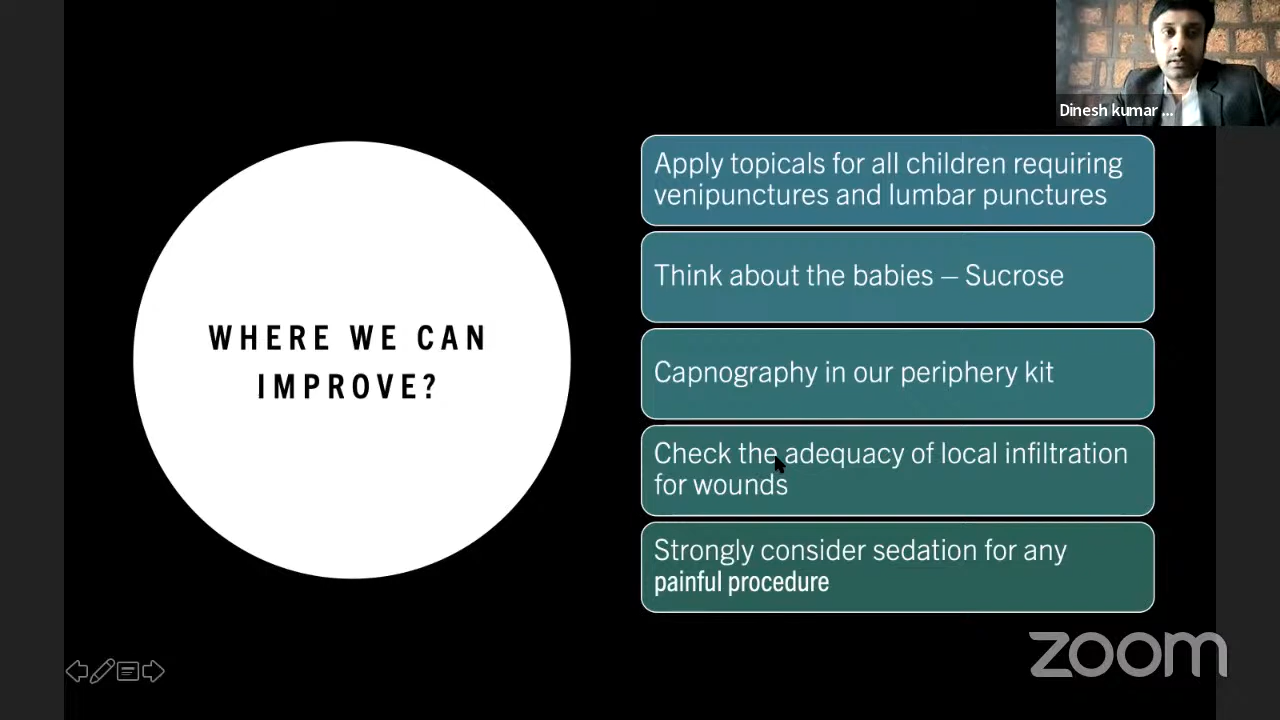 Dinesh kumar ...
Apply topicals for all children requiring
venipunctures and lumbar punctures
Think about the babies – Sucrose
WHERE WE CAN
IMPROVE?
Capnography in our periphery kit
Check the adequacy of local infiltration
for wounds
Strongly consider sedation for any
painful procedure
zoom